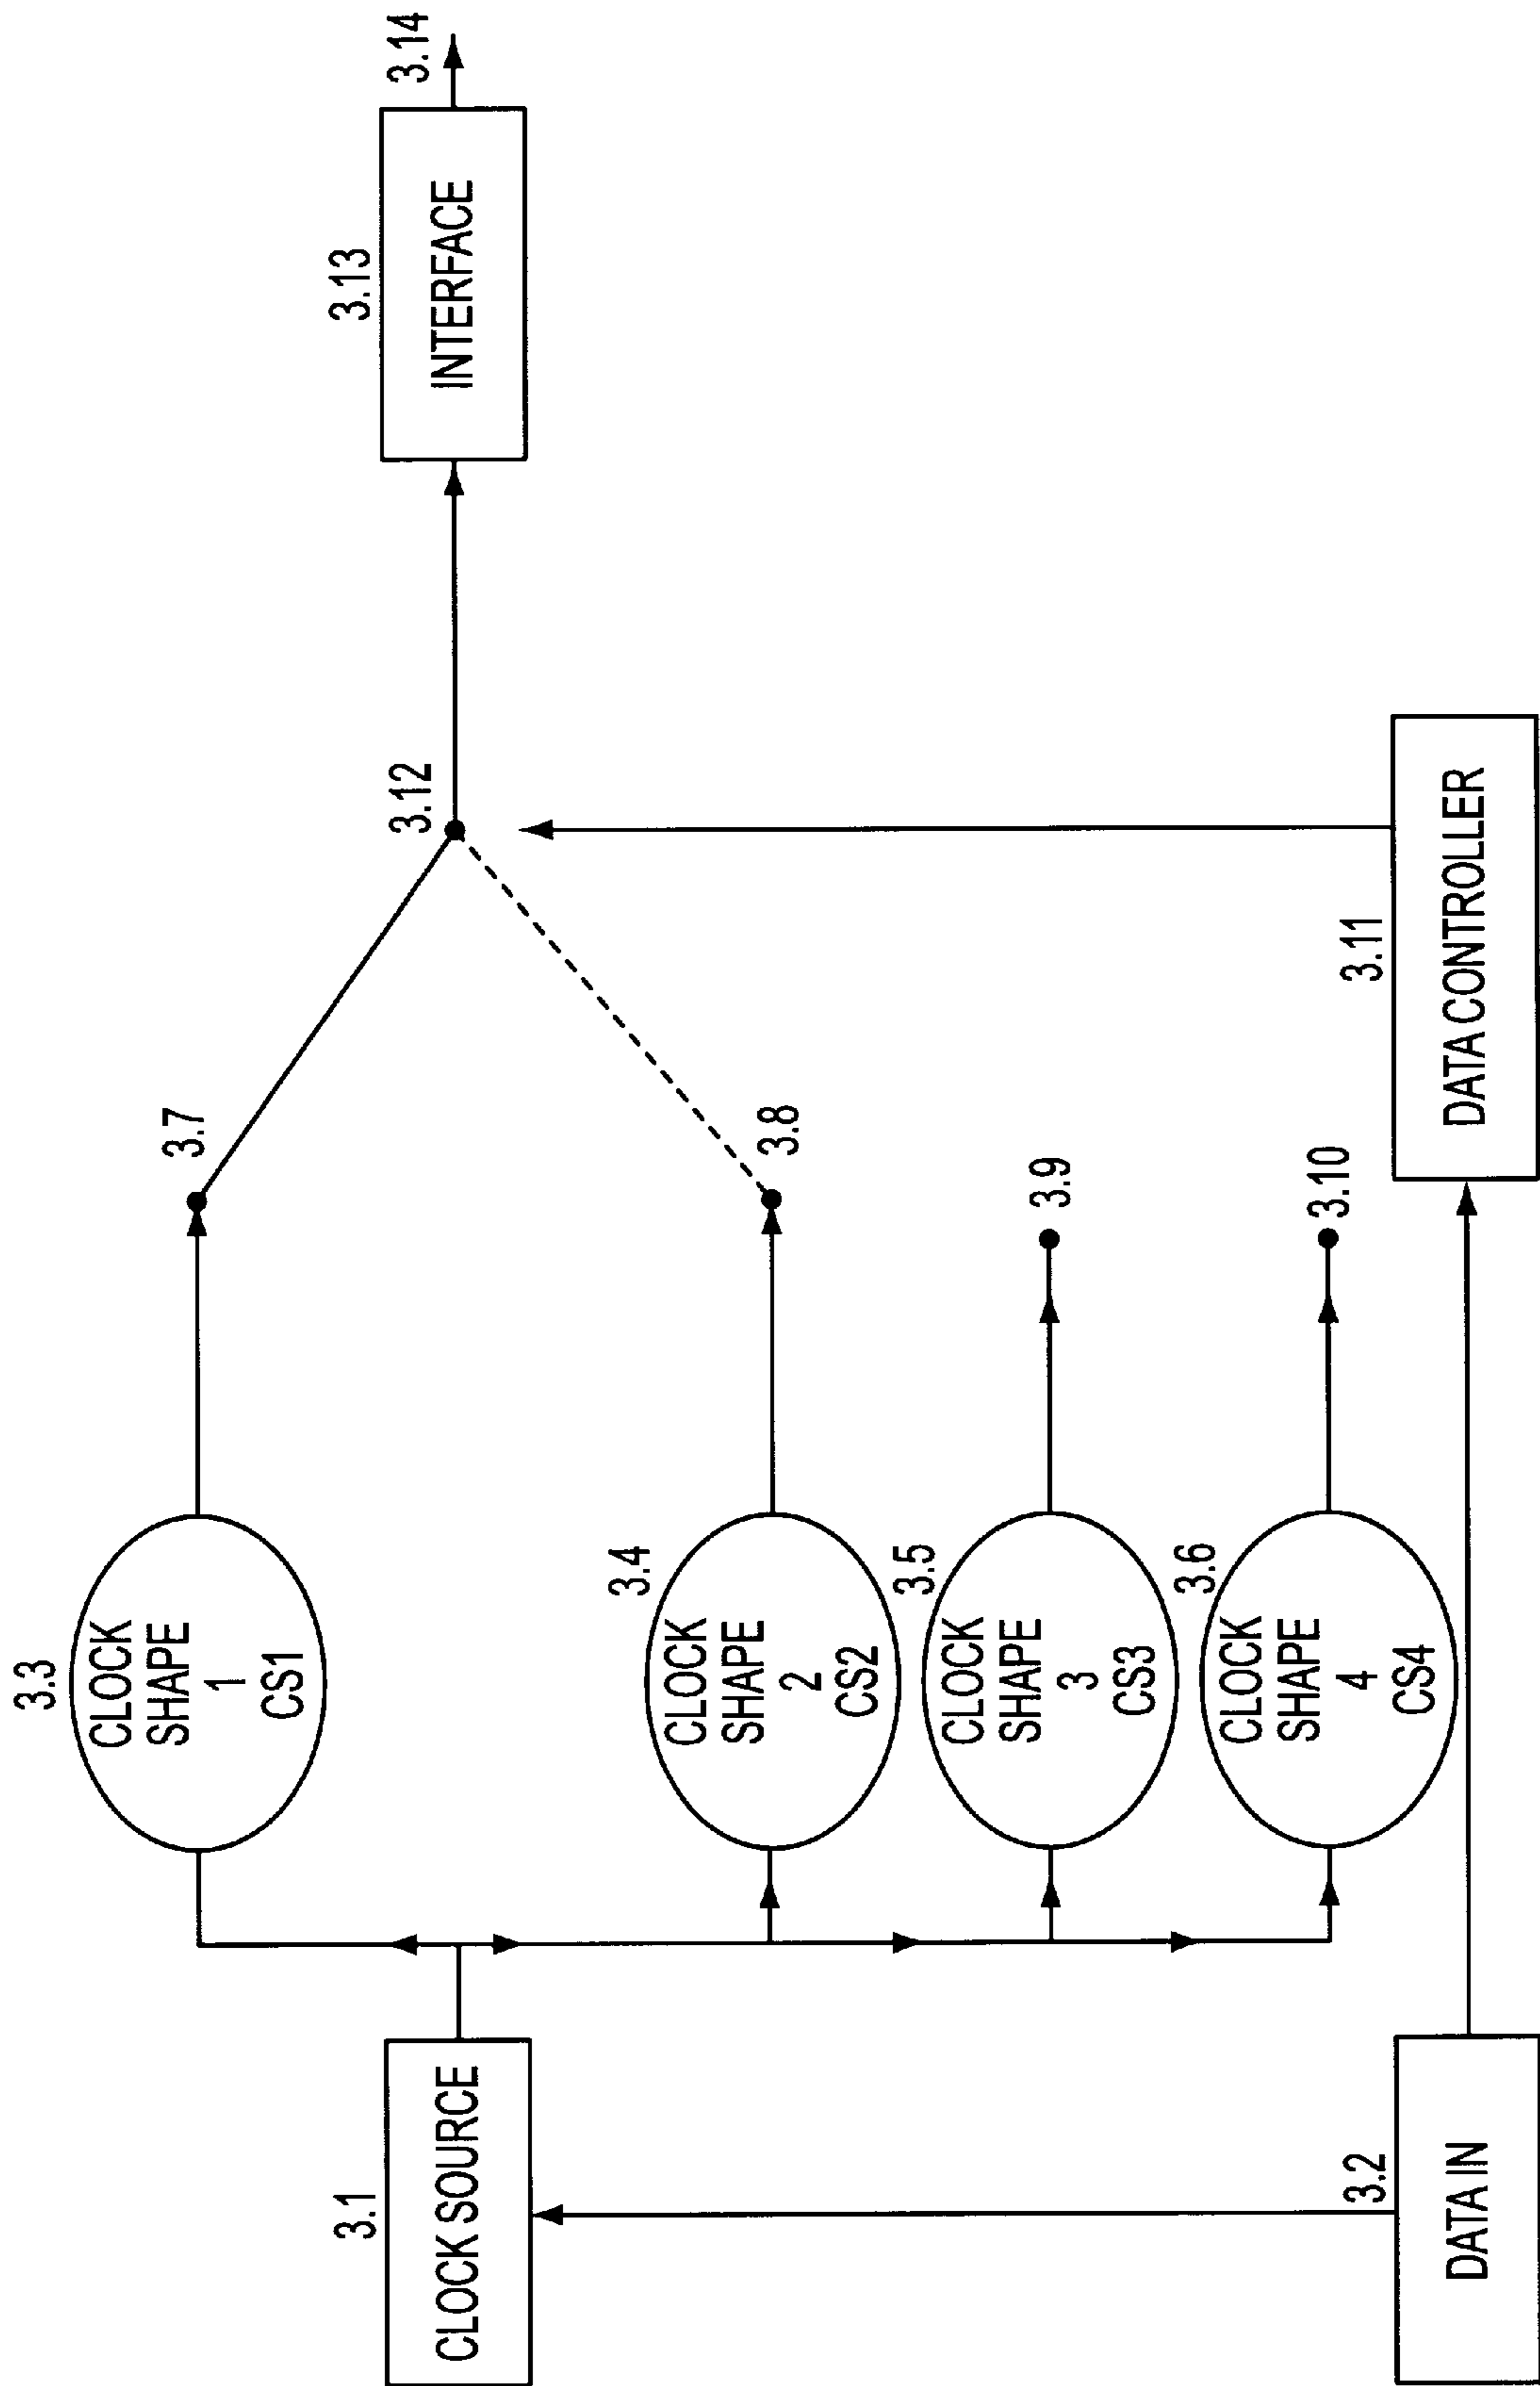 3.3
CLOCK
SHAPE
1
CS1
3.7
3.1
CLOCK SOURCE
3.12
3.13
INTERFACE
3.14
3.4
CLOCK
SHAPE
2
CS2
3.8
3.5
CLOCK
SHAPE
3
CS3
3.9
3.6
CLOCK
SHAPE
4
CS4
3.10
3.2
DATA IN
3.11
DATA CONTROLLER